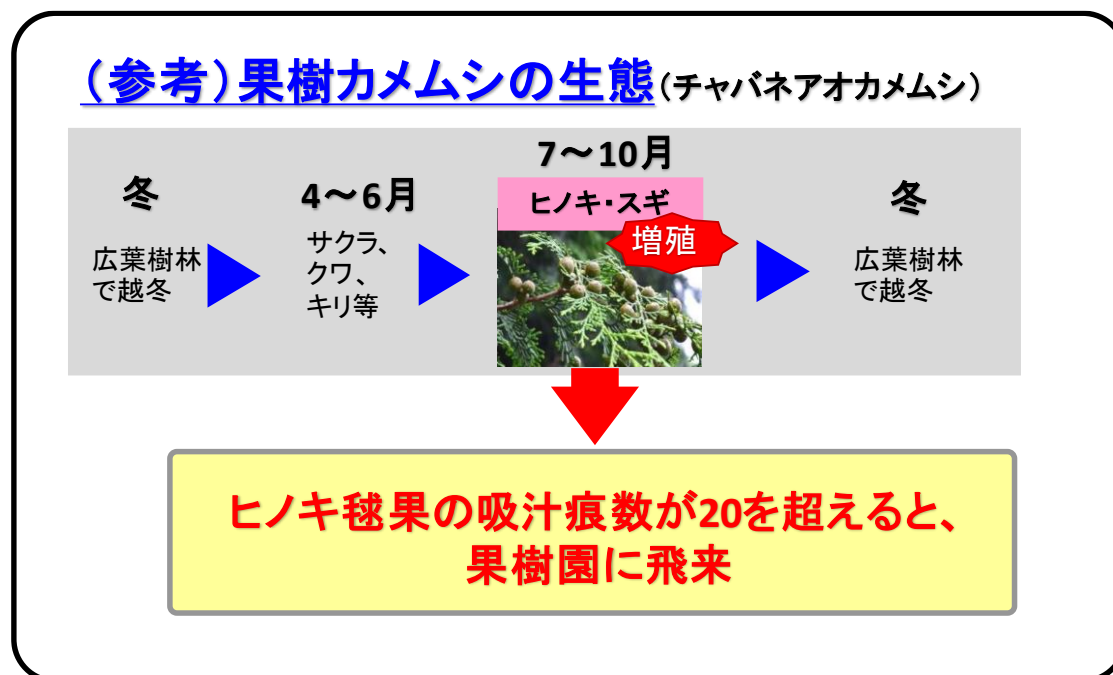 （参考）果樹カメムシの生態（チャバネアオカメムシ）
冬
広葉樹林
で越冬
4～6月
サクラ、
クワ、
キリ等
7～10月
ヒノキ・スギ
増殖
冬
広葉樹林
で越冬
ヒノキ毬果の吸汁痕数が20を超えると、
果樹園に飛来